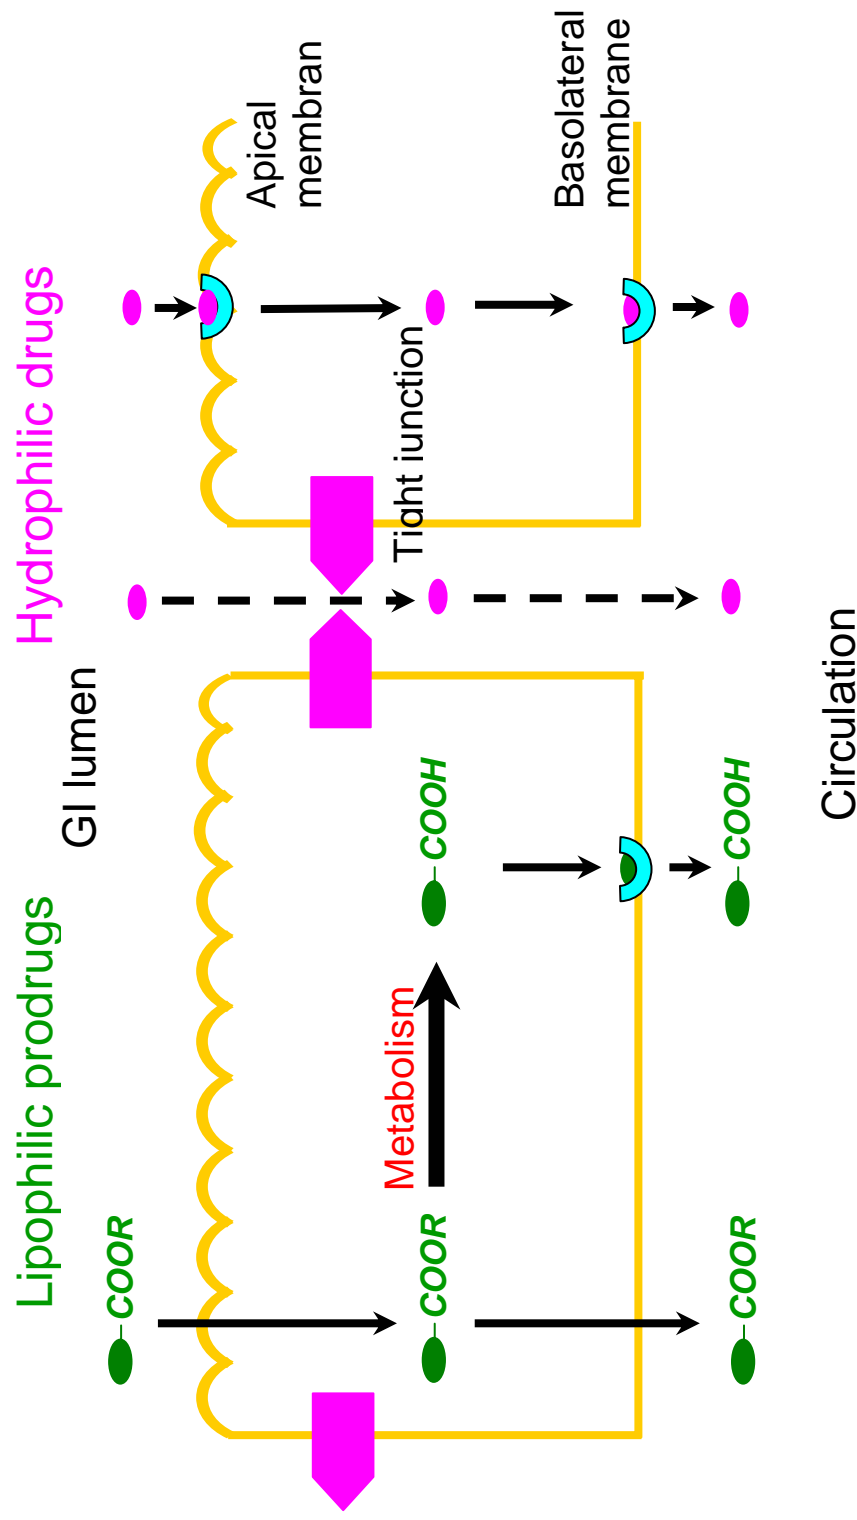 Lipophilic prodrugs
Hydrophilic drugs
GI lumen
COOR
Apical
membran
Metabolism
COOR
COOH
Tight junction
Basolateral
membrane
COOR
COOH
Circulation